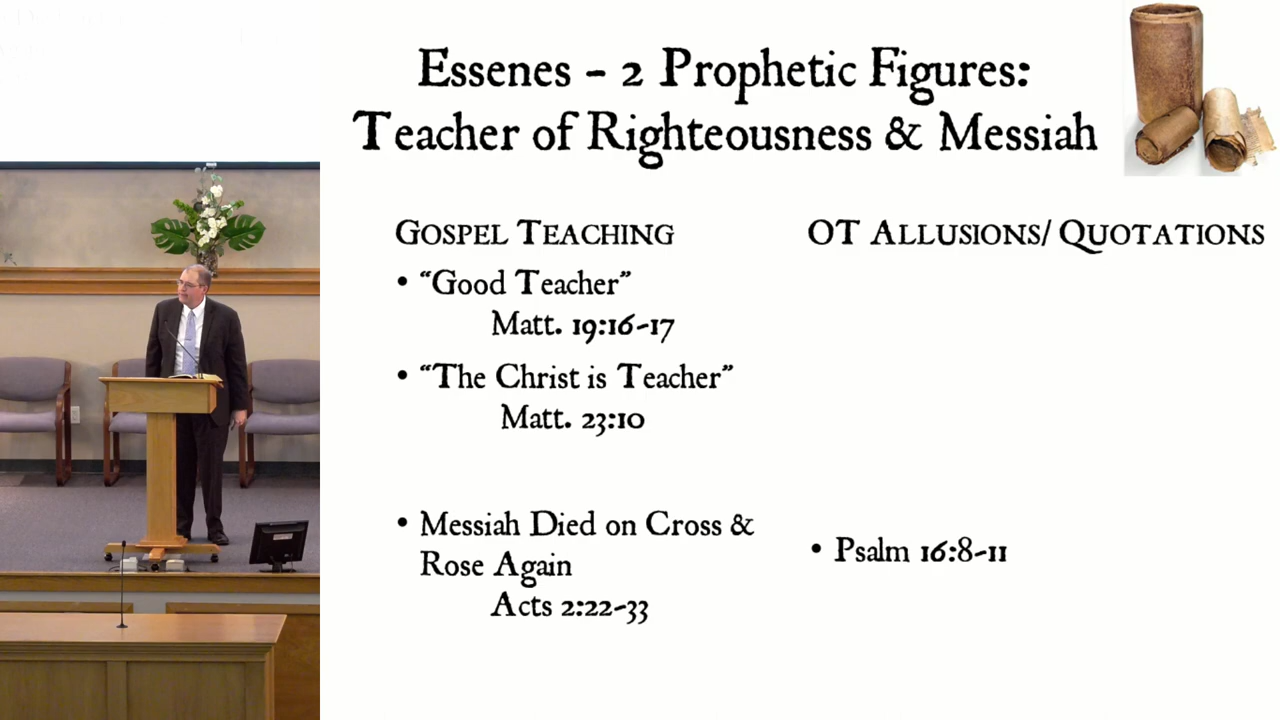 Essenes – 2 Prophetic Figures:
Teacher of Righteousness & Messiah
Gospel Teaching
• “Good Teacher”
Matt. 19:16-17
• “The Christ is Teacher”
Matt. 23:10
• Messiah Died on Cross &
Rose Again
Acts 2:22-33
OT Allusions/ Quotations
• Psalm 16:8-11